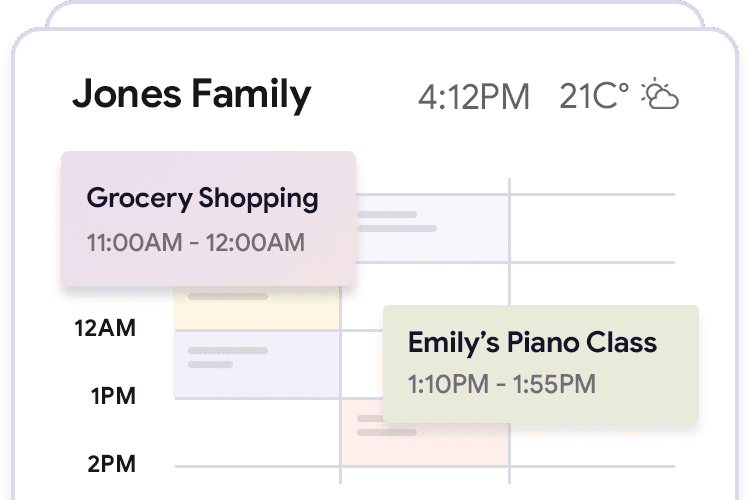 Jones Family
4:12PM
21C°
Grocery Shopping
11:00AM - 12:00AM
12AM
Emily’s Piano Class
1:10PM - 1:55PM
1PM
2PM